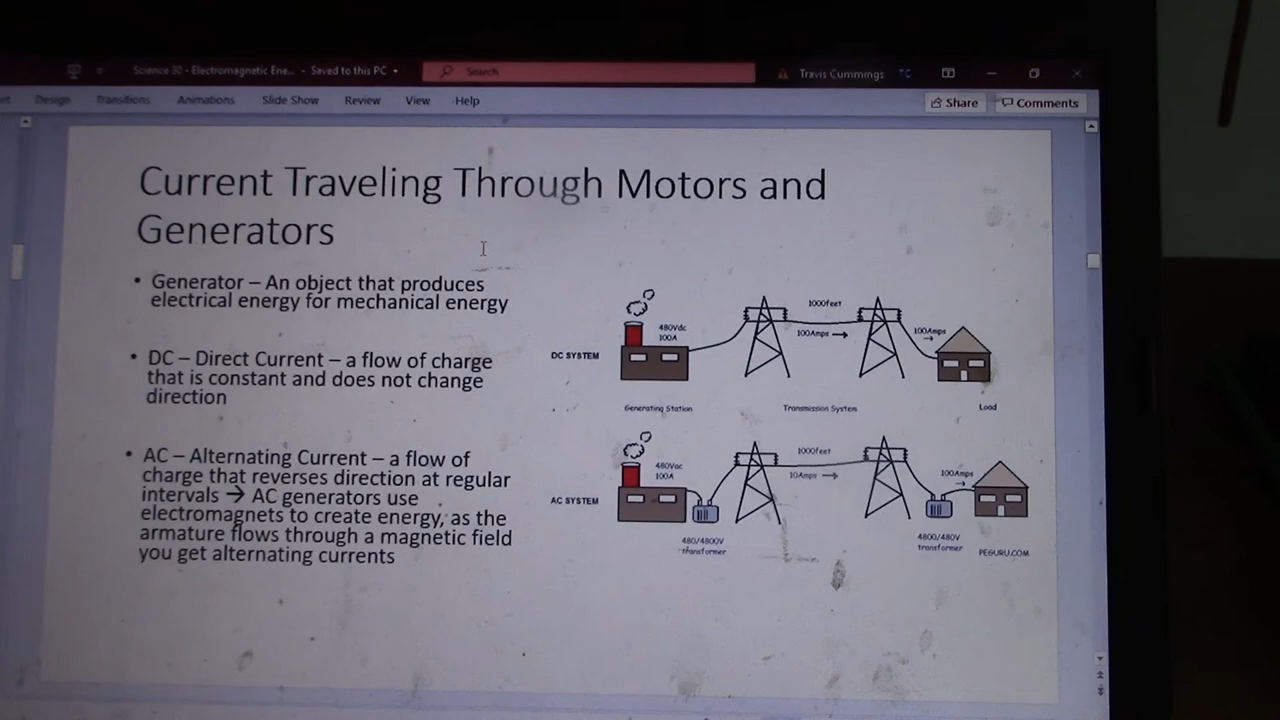 Science 30 - Electromagnetic Ene... - Saved to this PC
Search
Travis Cummings TC
Design Transitions Animations Slide Show Review View Help
Share Comments
Current Traveling Through Motors and
Generators
• Generator – An object that produces
electrical energy for mechanical energy
• DC – Direct Current – a flow of charge
that is constant and does not change
direction
• AC – Alternating Current – a flow of
charge that reverses direction at regular
intervals → AC generators use
electromagnets to create energy, as the
armature flows through a magnetic field
you get alternating currents
DC SYSTEM
480Vdc
100A
1000feet
100Amps →
100Amps
→
Generating Station
Transmission System
Load
AC SYSTEM
480Vac
100A
1000feet
10Amps →
100Amps
→
480/4800V
transformer
4800/480V
transformer
PEGURU.COM